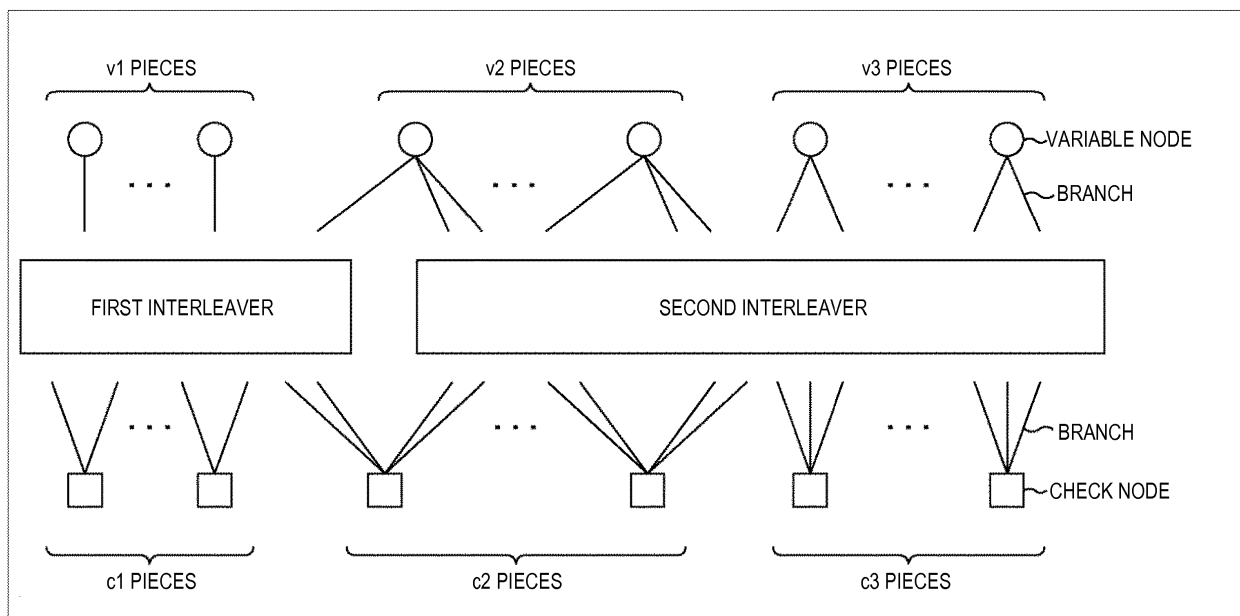 v1 PIECES v2 PIECES v3 PIECES
VARIABLE NODE
. . . . . . . . .
BRANCH
FIRST INTERLEAVER SECOND INTERLEAVER
. . . . . . . . .
BRANCH
CHECK NODE
c1 PIECES c2 PIECES c3 PIECES